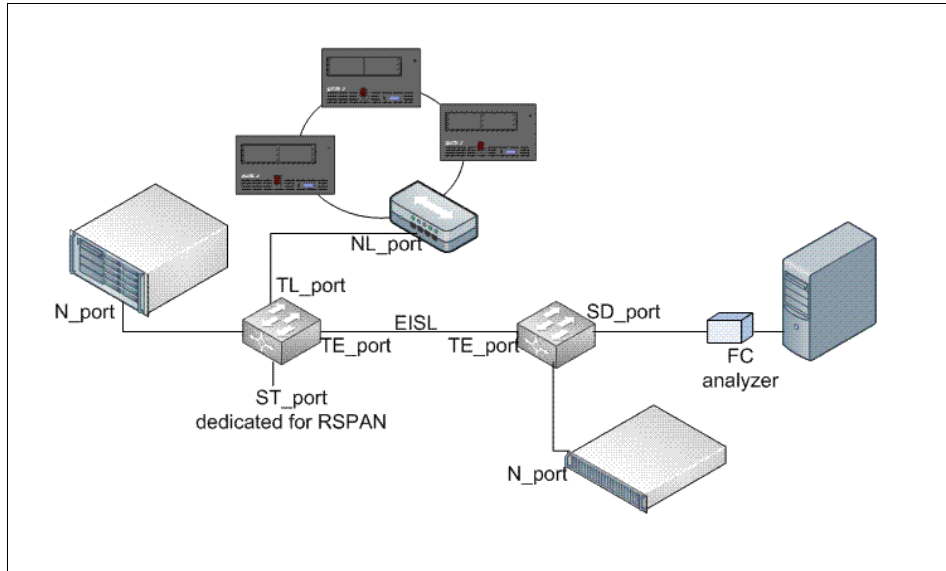 NL_port
TL_port
N_port
EISL
SD_port
TE_port
TE_port
FC
analyzer
ST_port
dedicated for RSPAN
N_port